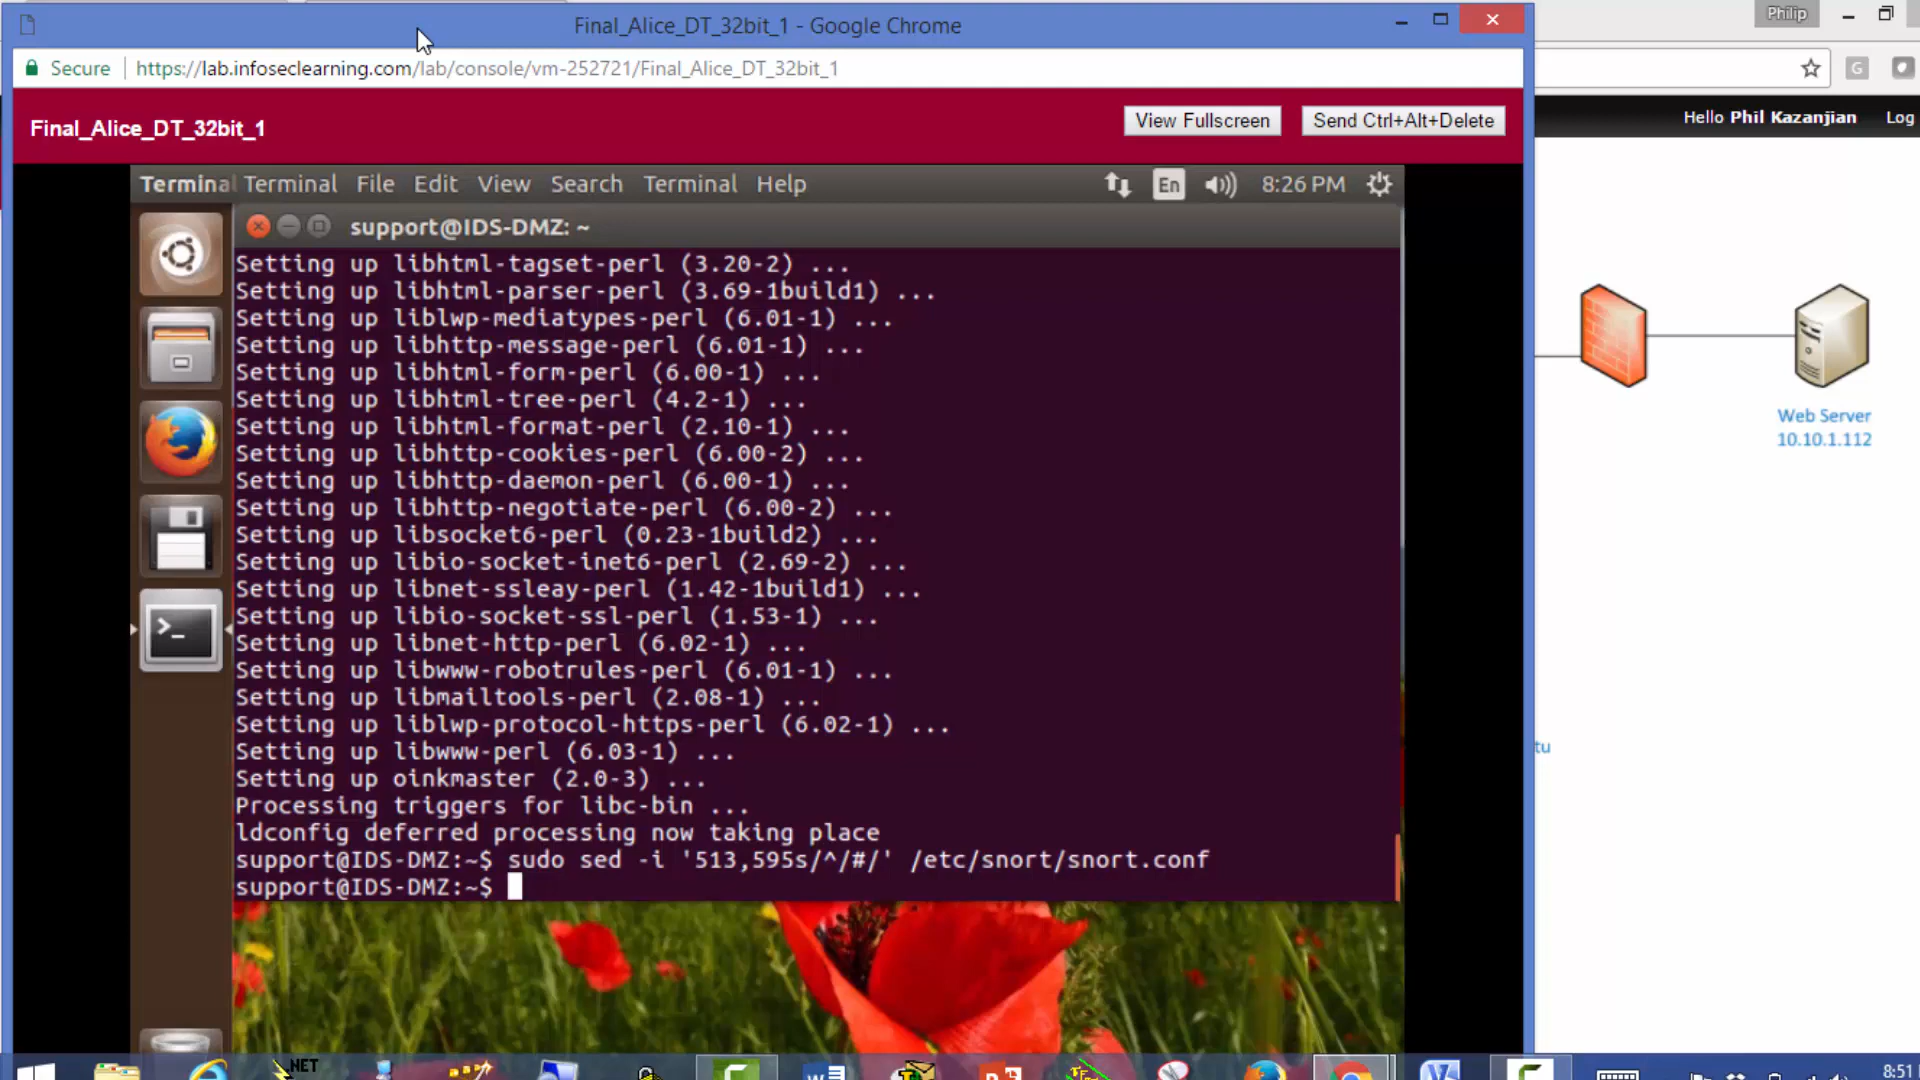 Final_Alice_DT_32bit_1 - Google Chrome
Philip
Secure
https://lab.infoseclearning.com/lab/console/vm-252721/Final_Alice_DT_32bit_1
Final_Alice_DT_32bit_1
View Fullscreen
Send Ctrl+Alt+Delete
Hello Phil Kazanjian
Log
Termina Terminal File Edit View Search Terminal Help
En
8:26 PM
support@IDS-DMZ: ~
Setting up libhtml-tagset-perl (3.20-2) ...
Setting up libhtml-parser-perl (3.69-1build1) ...
Setting up liblwp-mediatypes-perl (6.01-1) ...
Setting up libhttp-message-perl (6.01-1) ...
Setting up libhtml-form-perl (6.00-1) ...
Setting up libhtml-tree-perl (4.2-1) ...
Setting up libhtml-format-perl (2.10-1) ...
Setting up libhttp-cookies-perl (6.00-2) ...
Setting up libhttp-daemon-perl (6.00-1) ...
Setting up libhttp-negotiate-perl (6.00-2) ...
Setting up libsocket6-perl (0.23-1build2) ...
Setting up libio-socket-inet6-perl (2.69-2) ...
Setting up libnet-ssleay-perl (1.42-1build1) ...
Setting up libio-socket-ssl-perl (1.53-1) ...
Setting up libnet-http-perl (6.02-1) ...
Setting up libwww-robotrules-perl (6.01-1) ...
Setting up libmailtools-perl (2.08-1) ...
Setting up liblwp-protocol-https-perl (6.02-1) ...
Setting up libwww-perl (6.03-1) ...
Setting up oinkmaster (2.0-3) ...
Processing triggers for libc-bin ...
ldconfig deferred processing now taking place
support@IDS-DMZ:~$ sudo sed -i '513,595s/^/#/' /etc/snort/snort.conf
support@IDS-DMZ:~$
Web Server
10.10.1.112
tu
.NET
8:51